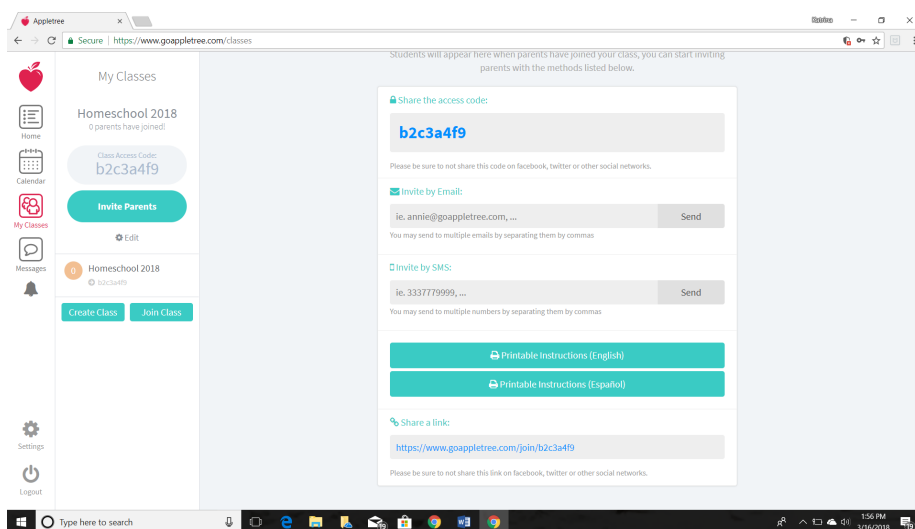 Appletree
Katrina
Secure | https://www.goappletree.com/classes
My Classes
Homeschool 2018
0 parents have joined!
Class Access Code:
b2c3a4f9
Invite Parents
Edit
0 Homeschool 2018
b2c3a4f9
Create Class Join Class
Home
Calendar
My Classes
Messages
Settings
Logout
Students will appear here when parents have joined your class, you can start inviting
parents with the methods listed below.
Share the access code:
b2c3a4f9
Please be sure to not share this code on facebook, twitter or other social networks.
Invite by Email:
ie. annie@goappletree.com, ... Send
You may send to multiple emails by separating them by commas
Invite by SMS:
ie. 3337779999, ... Send
You may send to multiple numbers by separating them by commas
Printable Instructions (English)
Printable Instructions (Español)
Share a link:
https://www.goappletree.com/join/b2c3a4f9
Please be sure to not share this link on facebook, twitter or other social networks.
Type here to search
1:56 PM
3/16/2018